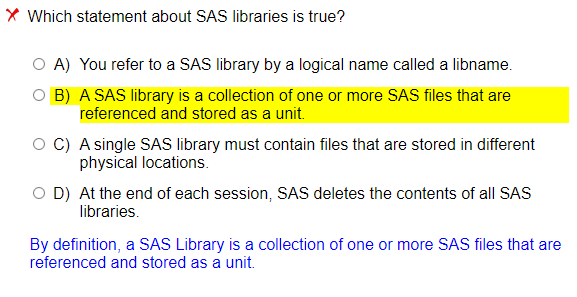 Which statement about SAS libraries is true?
A) You refer to a SAS library by a logical name called a libname.
B) A SAS library is a collection of one or more SAS files that are
referenced and stored as a unit.
C) A single SAS library must contain files that are stored in different
physical locations.
D) At the end of each session, SAS deletes the contents of all SAS
libraries.
By definition, a SAS Library is a collection of one or more SAS files that are
referenced and stored as a unit.